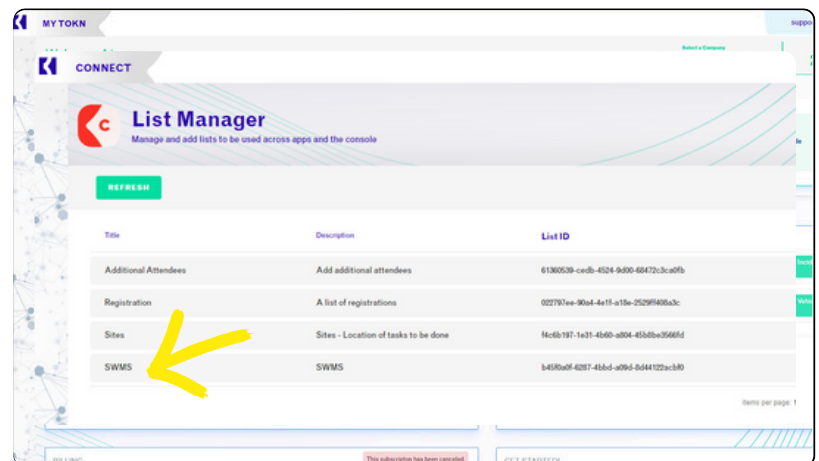 MY TOKN
suppo
Select a Company
CONNECT
C
List Manager
Manage and add lists to be used across apps and the console
REFRESH
Title Description List ID
Additional Attendees Add additional attendees 61360539-cedb-4524-9d00-68472c3ca0fb
Registration A list of registrations 022797ee-90a4-4e1f-a18e-2529ff408a3c
Sites Sites - Location of tasks to be done f4c6b197-1e31-4b60-a804-45b8be3566fd
SWMS SWMS b45f0a0f-6287-4bbd-a09d-8d44122acbf0
Items per page: 1
This subscription has been canceled.